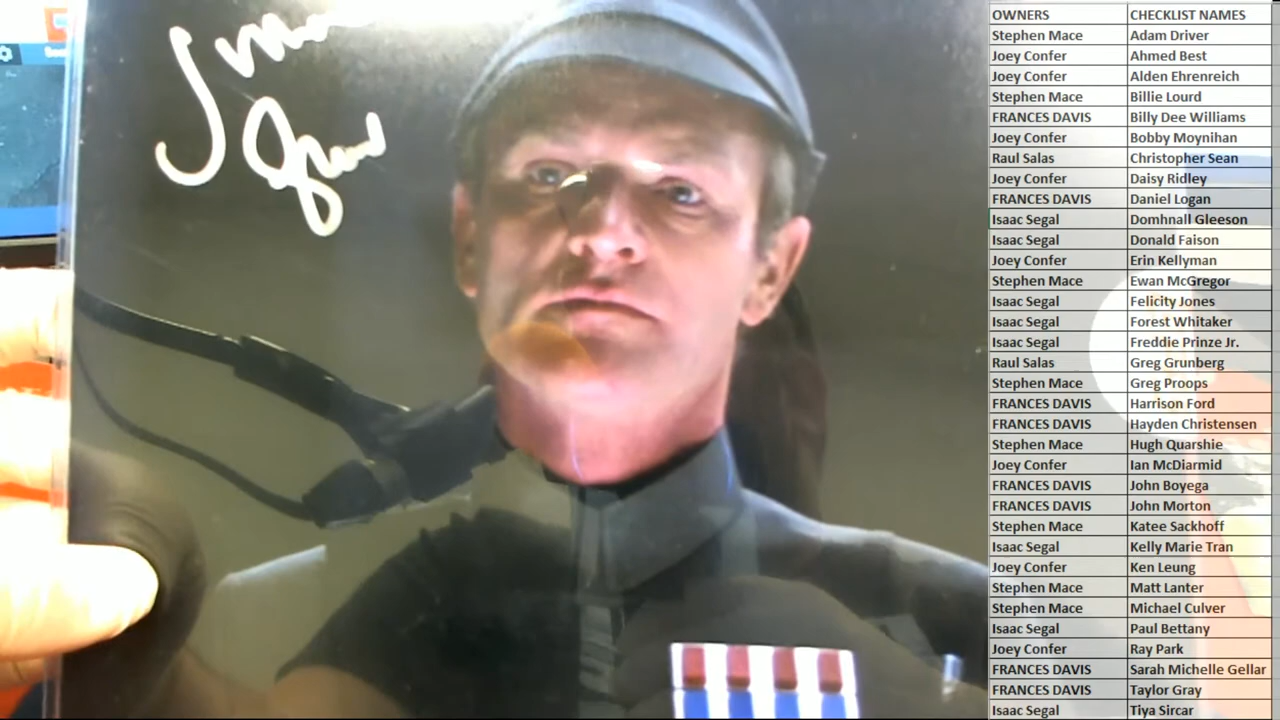 OWNERS CHECKLIST NAMES
Stephen Mace Adam Driver
Joey Confer Ahmed Best
Joey Confer Alden Ehrenreich
Stephen Mace Billie Lourd
FRANCES DAVIS Billy Dee Williams
Joey Confer Bobby Moynihan
Raul Salas Christopher Sean
Joey Confer Daisy Ridley
FRANCES DAVIS Daniel Logan
Isaac Segal Domhnall Gleeson
Isaac Segal Donald Faison
Joey Confer Erin Kellyman
Stephen Mace Ewan McGregor
Isaac Segal Felicity Jones
Isaac Segal Forest Whitaker
Isaac Segal Freddie Prinze Jr.
Raul Salas Greg Grunberg
Stephen Mace Greg Proops
FRANCES DAVIS Harrison Ford
FRANCES DAVIS Hayden Christensen
Stephen Mace Hugh Quarshie
Joey Confer Ian McDiarmid
FRANCES DAVIS John Boyega
FRANCES DAVIS John Morton
Stephen Mace Katee Sackhoff
Isaac Segal Kelly Marie Tran
Joey Confer Ken Leung
Stephen Mace Matt Lanter
Stephen Mace Michael Culver
Isaac Segal Paul Bettany
Joey Confer Ray Park
FRANCES DAVIS Sarah Michelle Gellar
FRANCES DAVIS Taylor Gray
Isaac Segal Tiya Sircar